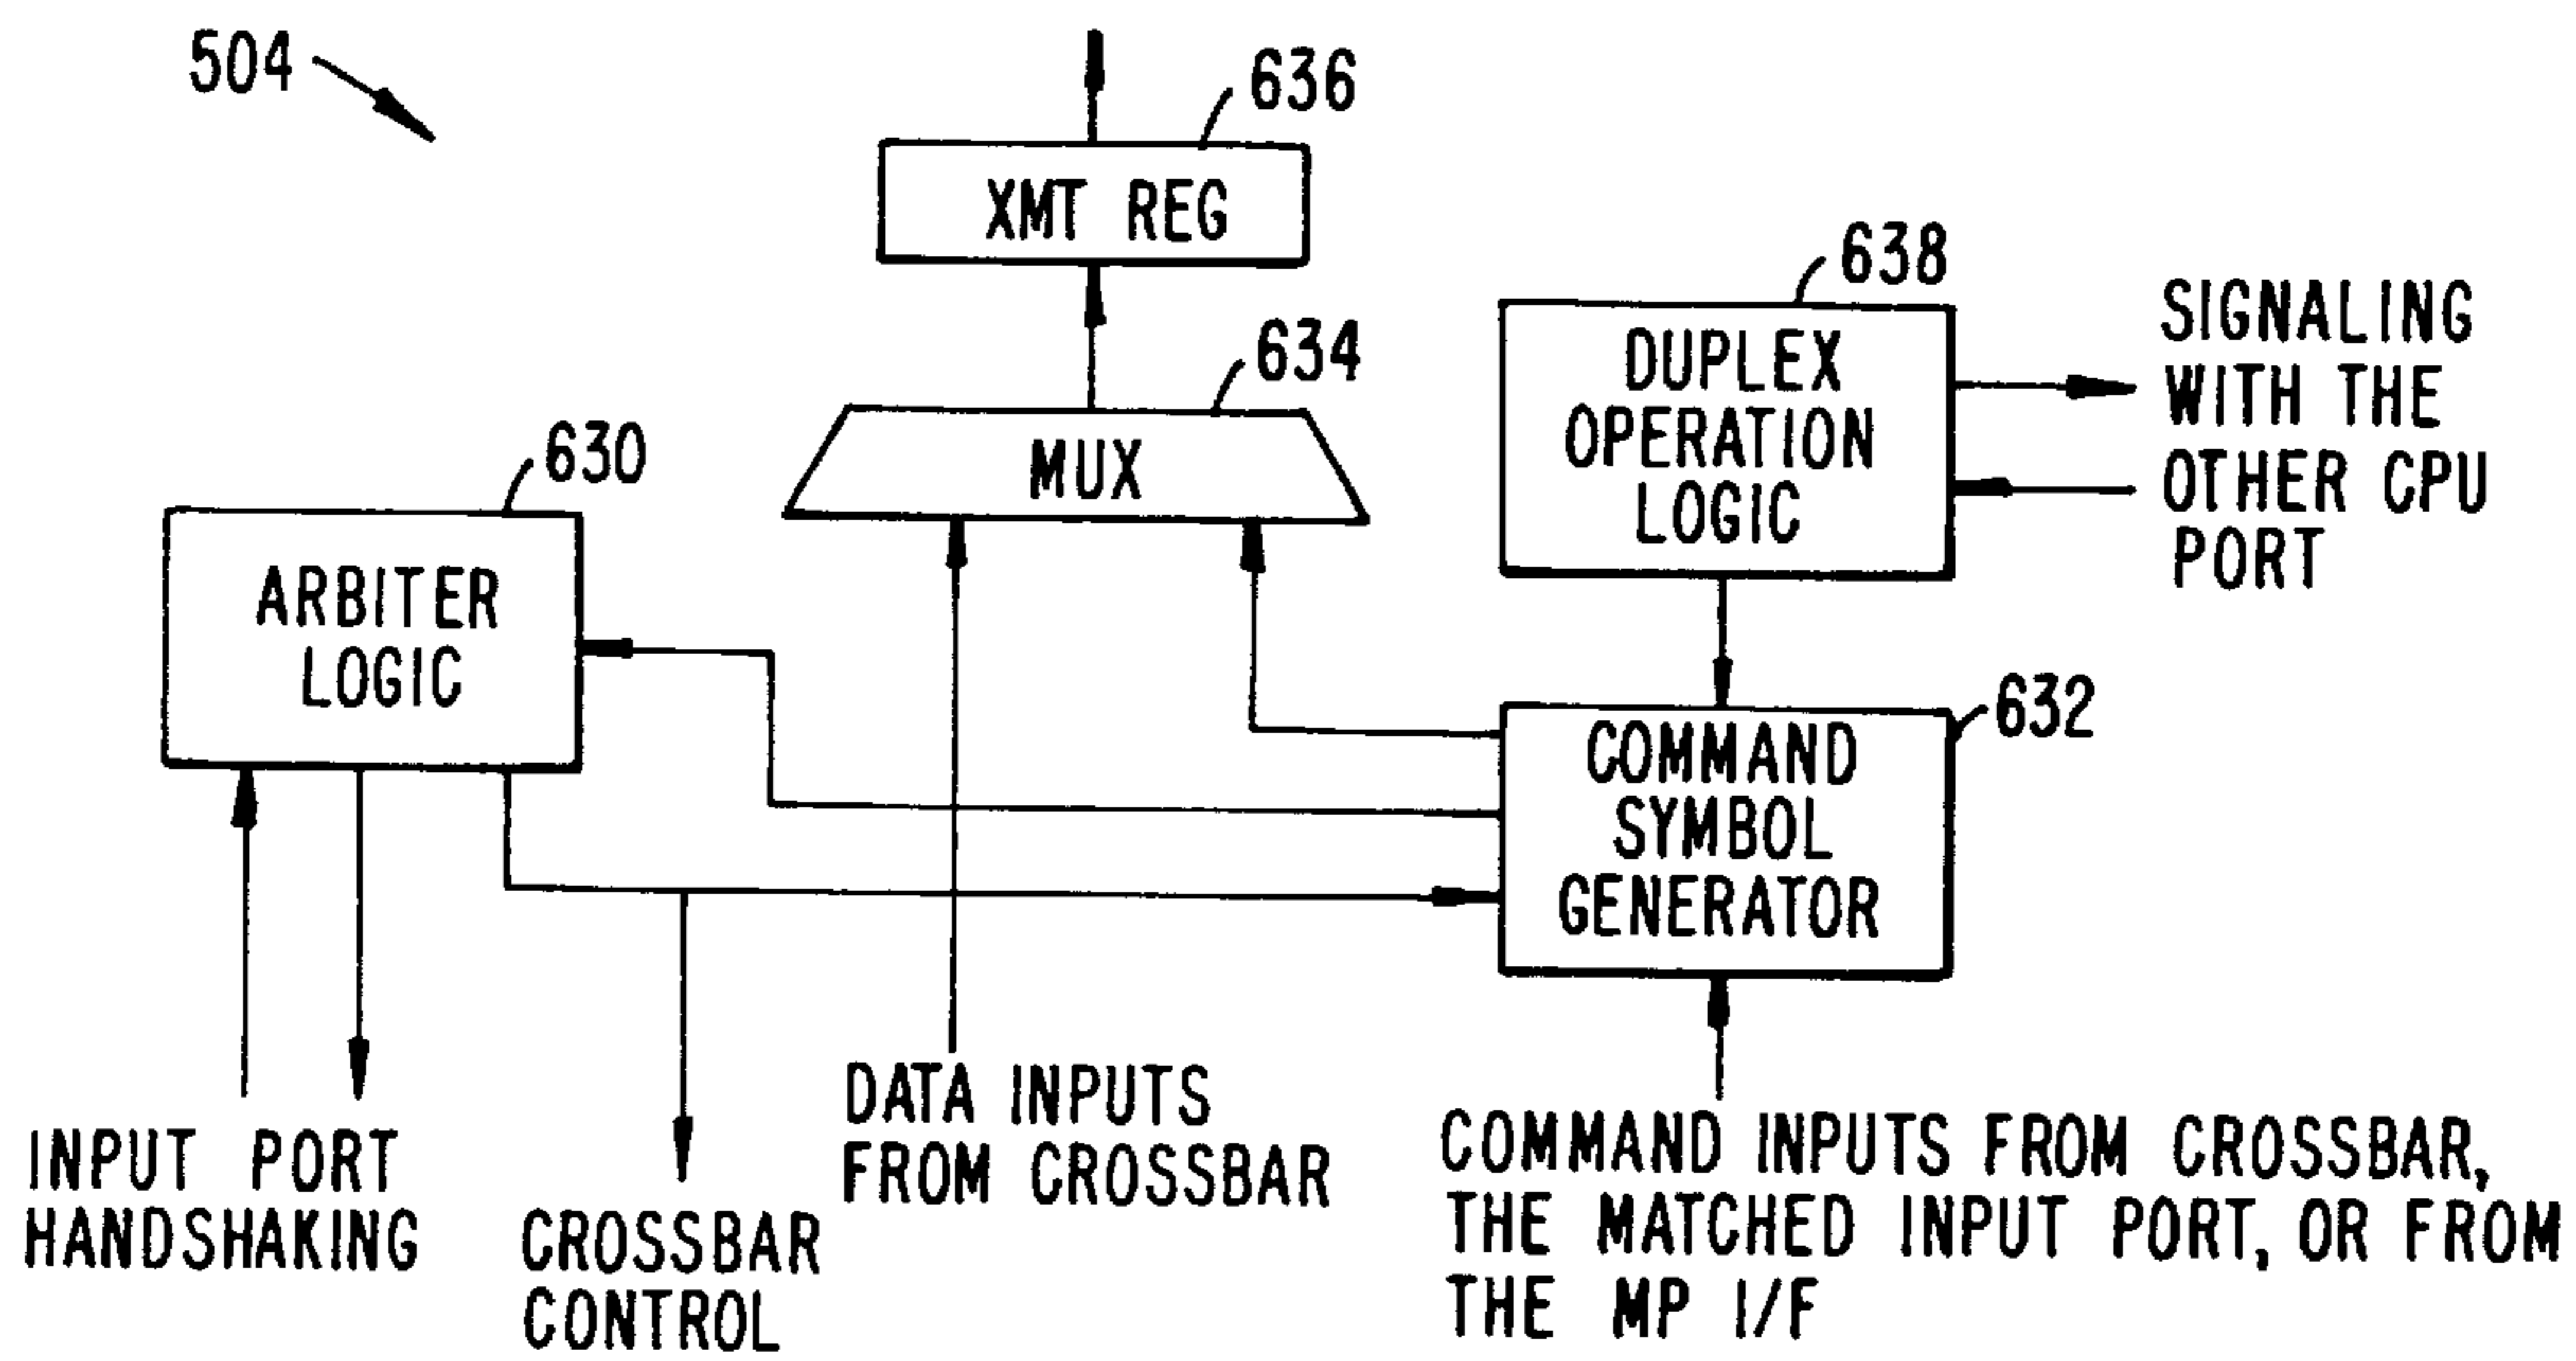 504
636
XMT REG
638
634
MUX
DUPLEX
OPERATION
LOGIC
SIGNALING
WITH THE
OTHER CPU
PORT
630
ARBITER
LOGIC
632
COMMAND
SYMBOL
GENERATOR
INPUT PORT
HANDSHAKING
CROSSBAR
CONTROL
DATA INPUTS
FROM CROSSBAR
COMMAND INPUTS FROM CROSSBAR,
THE MATCHED INPUT PORT, OR FROM
THE MP I/F